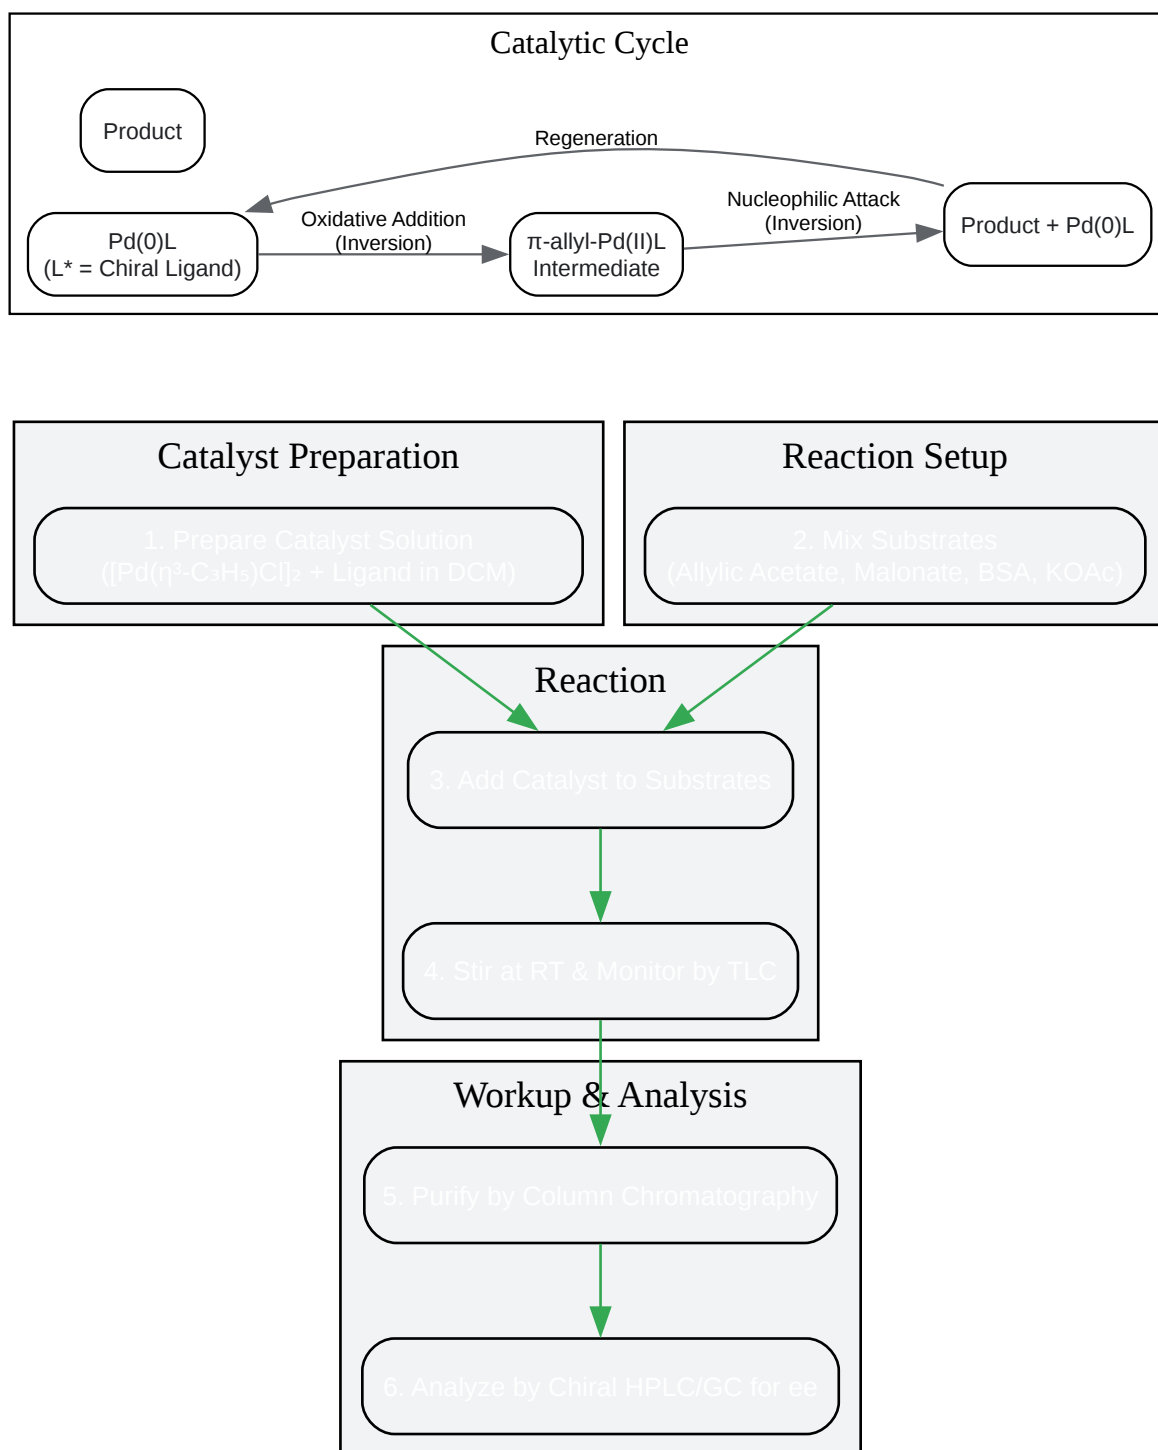 Catalytic Cycle
Product
Regeneration
Nucleophilic Attack
(Inversion)
Oxidative Addition
(Inversion)
Product + Pd(0)L
Pd(0)L
(L* = Chiral Ligand)
π-allyl-Pd(II)L
Intermediate
Catalyst Preparation
1. Prepare Catalyst Solution
([Pd(η³-C₃H₅)Cl]₂ + Ligand in DCM)
Reaction Setup
2. Mix Substrates
(Allylic Acetate, Malonate, BSA, KOAc)
Reaction
3. Add Catalyst to Substrates
4. Stir at RT & Monitor by TLC
Workup & Analysis
5. Purify by Column Chromatography
6. Analyze by Chiral HPLC/GC for ee